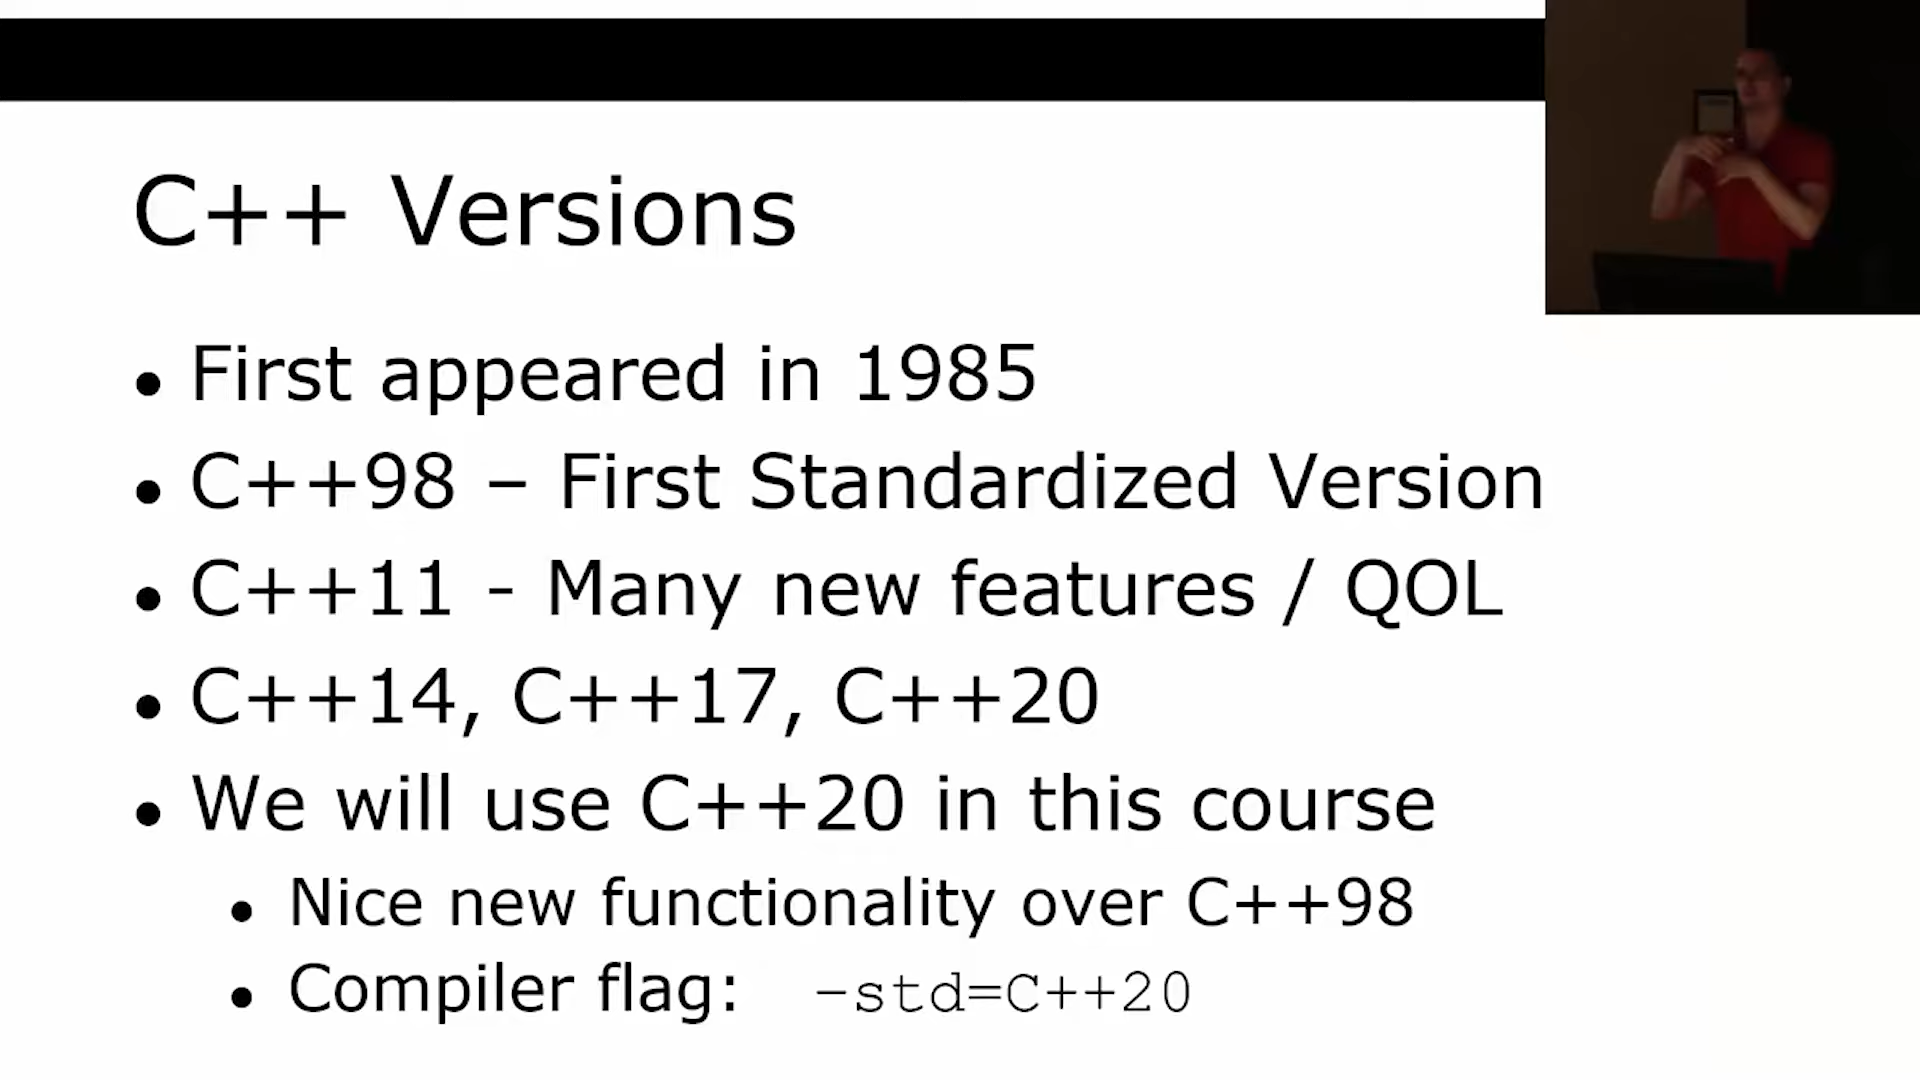 C++ Versions
• First appeared in 1985
• C++98 – First Standardized Version
• C++11 - Many new features / QOL
• C++14, C++17, C++20
• We will use C++20 in this course
• Nice new functionality over C++98
• Compiler flag: -std=C++20